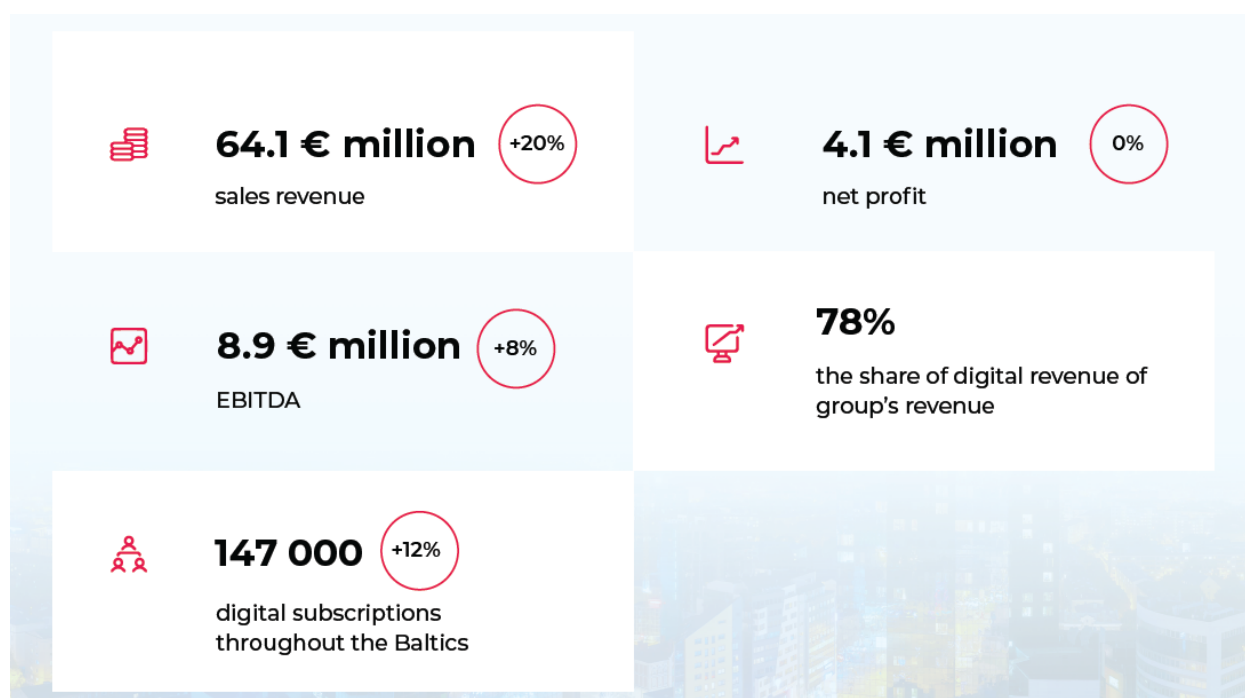 64.1 € million
+20%
sales revenue
4.1 € million
0%
net profit
8.9 € million
+8%
EBITDA
78%
the share of digital revenue of
group’s revenue
147 000
+12%
digital subscriptions
throughout the Baltics